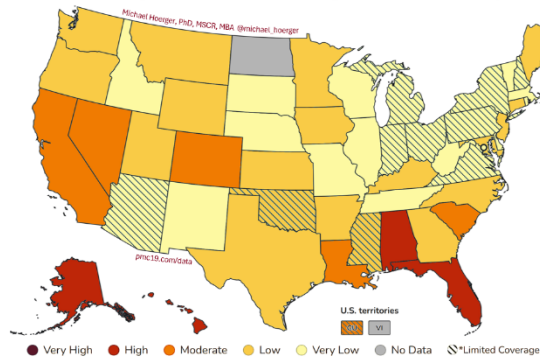 Michael Hoerger, PhD, MSCR, MBA @michael_hoerger
pmc19.com/data
U.S. territories
GU VI
Very High High Moderate Low Very Low No Data *Limited Coverage